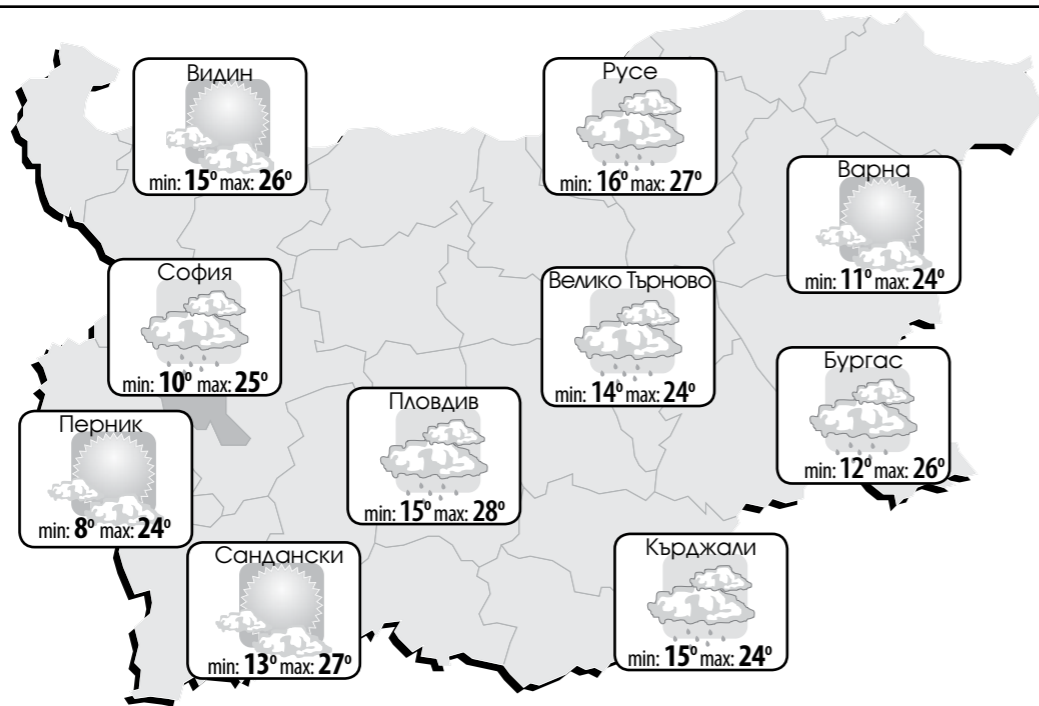 Видин
min: 15° max: 26°
Русе
min: 16° max: 27°
Варна
min: 11° max: 24°
София
min: 10° max: 25°
Велико Търново
min: 14° max: 24°
Бургас
min: 12° max: 26°
Пловдив
min: 15° max: 28°
Перник
min: 8° max: 24°
Сандански
min: 13° max: 27°
Кърджали
min: 15° max: 24°